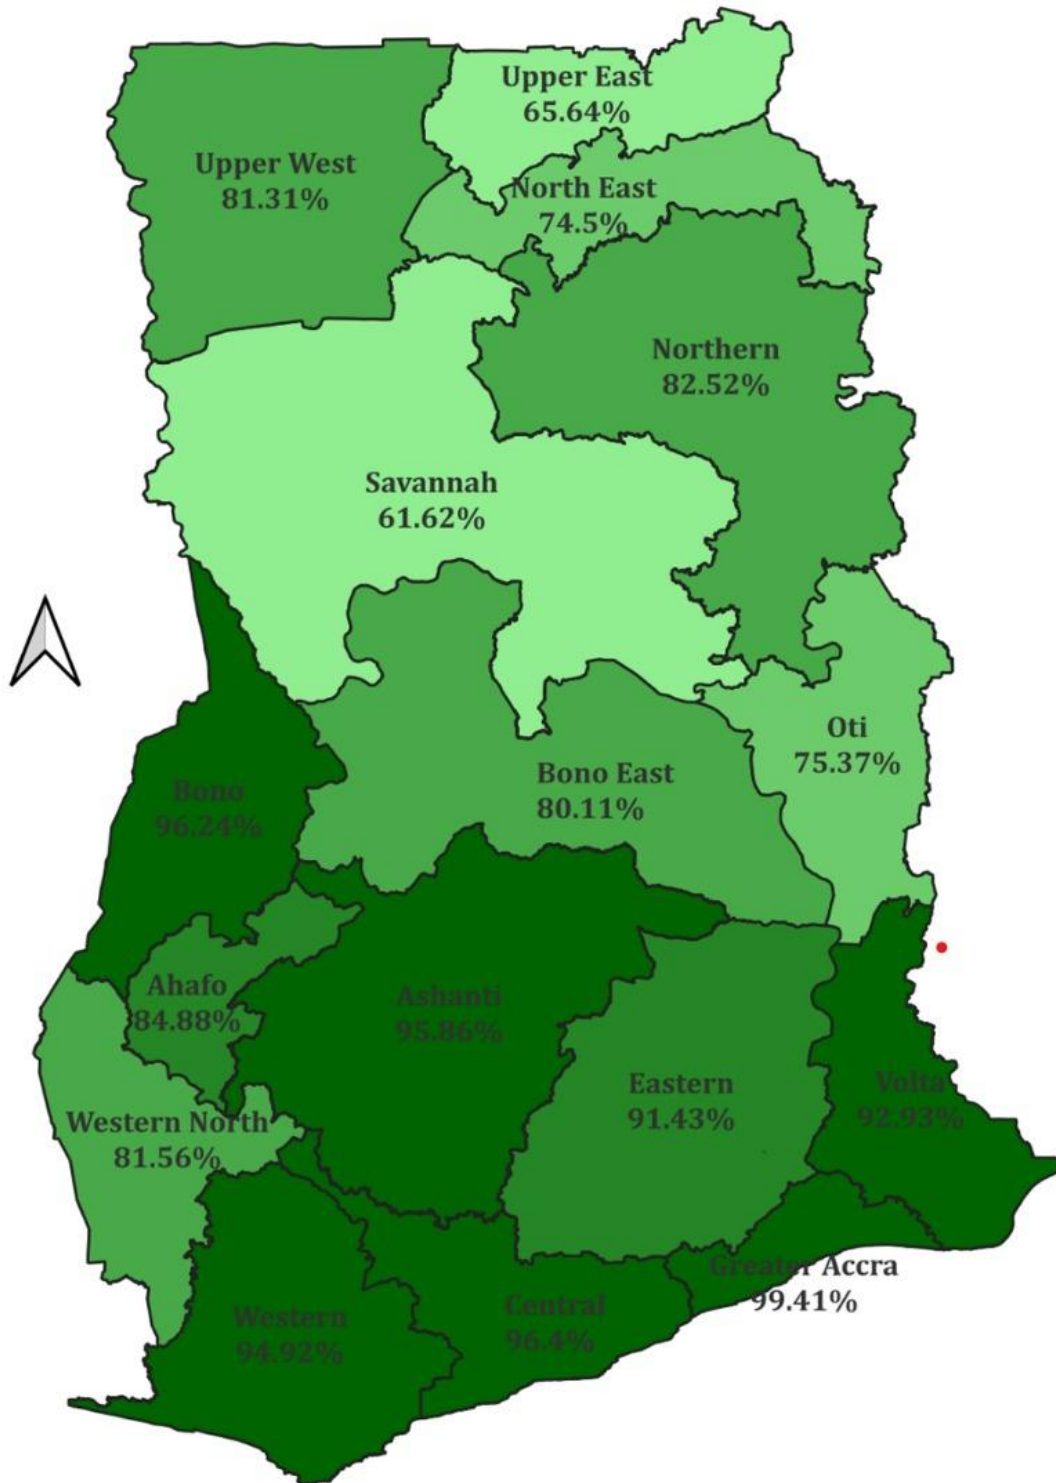 Upper East
65.64%
Upper West
81.31%
North East
74.5%
Northern
82.52%
Savannah
61.62%
Oti
75.37%
Bono East
80.11%
Bono
96.24%
Ahafo
84.88%
Ashanti
95.86%
Eastern
91.43%
Volta
92.93%
Western North
81.56%
Greater Accra
99.41%
Central
96.4%
Western
94.92%